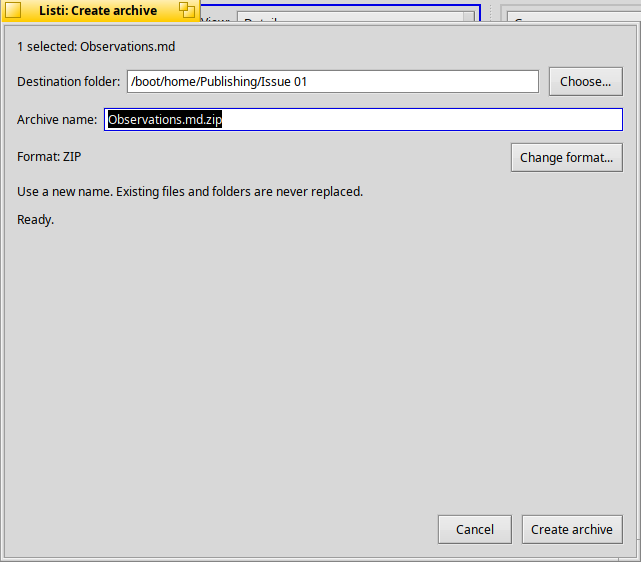 Listi: Create archive
1 selected: Observations.md
Destination folder: /boot/home/Publishing/Issue 01 Choose...
Archive name: Observations.md.zip
Format: ZIP Change format...
Use a new name. Existing files and folders are never replaced.
Ready.
Cancel Create archive